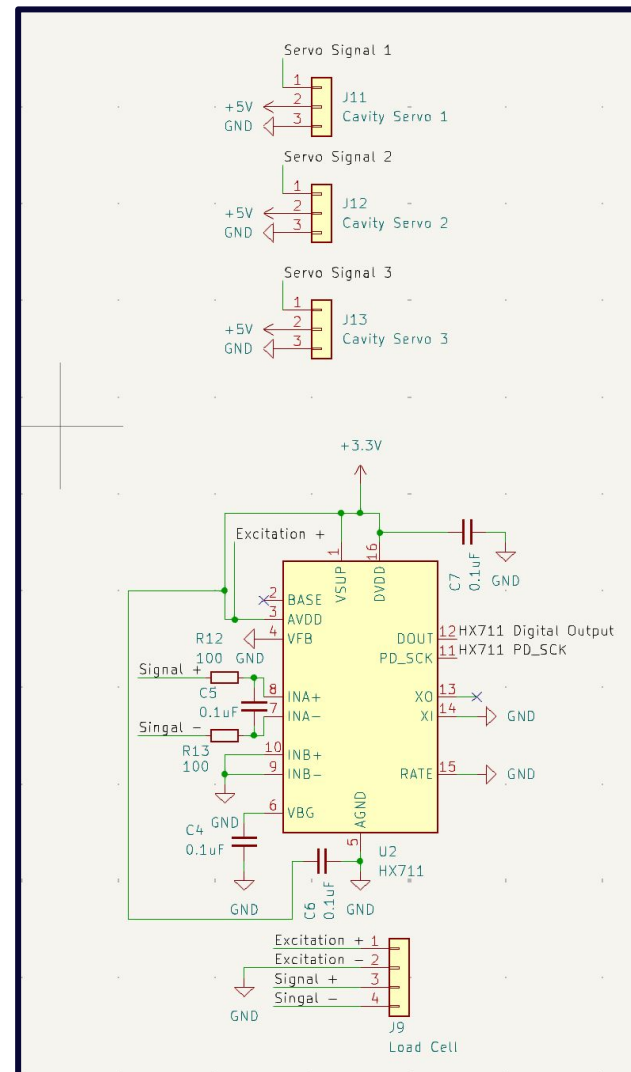 Servo Signal 1
1
J11
+5V
2
Cavity Servo 1
GND
3
Servo Signal 2
1
J12
+5V
2
Cavity Servo 2
GND
3
Servo Signal 3
1
J13
+5V
2
Cavity Servo 3
GND
3
+3.3V
Excitation +
1
16
VSUP
DVDD
C7
0.1uF
GND
2
BASE
3
AVDD
R12
4
VFB
100
GND
DOUT
12
HX711 Digital Output
PD_SCK
11
HX711 PD_SCK
Signal +
C5
0.1uF
8
INA+
7
INA-
XO
13
XI
14
GND
Singal -
R13
100
10
INB+
9
INB-
RATE
15
GND
GND
6
VBG
AGND
5
C4
0.1uF
U2
HX711
GND
C6
0.1uF
GND
Excitation +
1
Excitation -
2
Signal +
3
Singal -
4
GND
J9
Load Cell